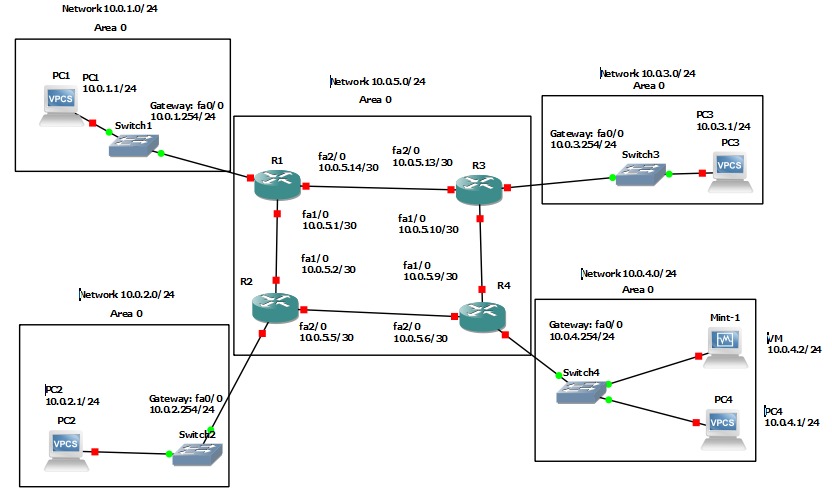 Network 10.0.1.0/24
Area 0
PC1
PC1
10.0.1.1/24
VPCS
Gateway: fa0/0
10.0.1.254/24
Switch1
Network 10.0.5.0/24
Area 0
R1
fa2/0
10.0.5.14/30
fa2/0
10.0.5.13/30
R3
fa1/0
10.0.5.1/30
fa1/0
10.0.5.10/30
fa1/0
10.0.5.2/30
fa1/0
10.0.5.9/30
R2
R4
fa2/0
10.0.5.5/30
fa2/0
10.0.5.6/30
Network 10.0.3.0/24
Area 0
Gateway: fa0/0
10.0.3.254/24
Switch3
PC3
10.0.3.1/24
PC3
VPCS
Network 10.0.2.0/24
Area 0
PC2
10.0.2.1/24
PC2
VPCS
Gateway: fa0/0
10.0.2.254/24
Switch2
Network 10.0.4.0/24
Area 0
Gateway: fa0/0
10.0.4.254/24
Switch4
Mint-1
VM
10.0.4.2/24
PC4
VPCS
PC4
10.0.4.1/24